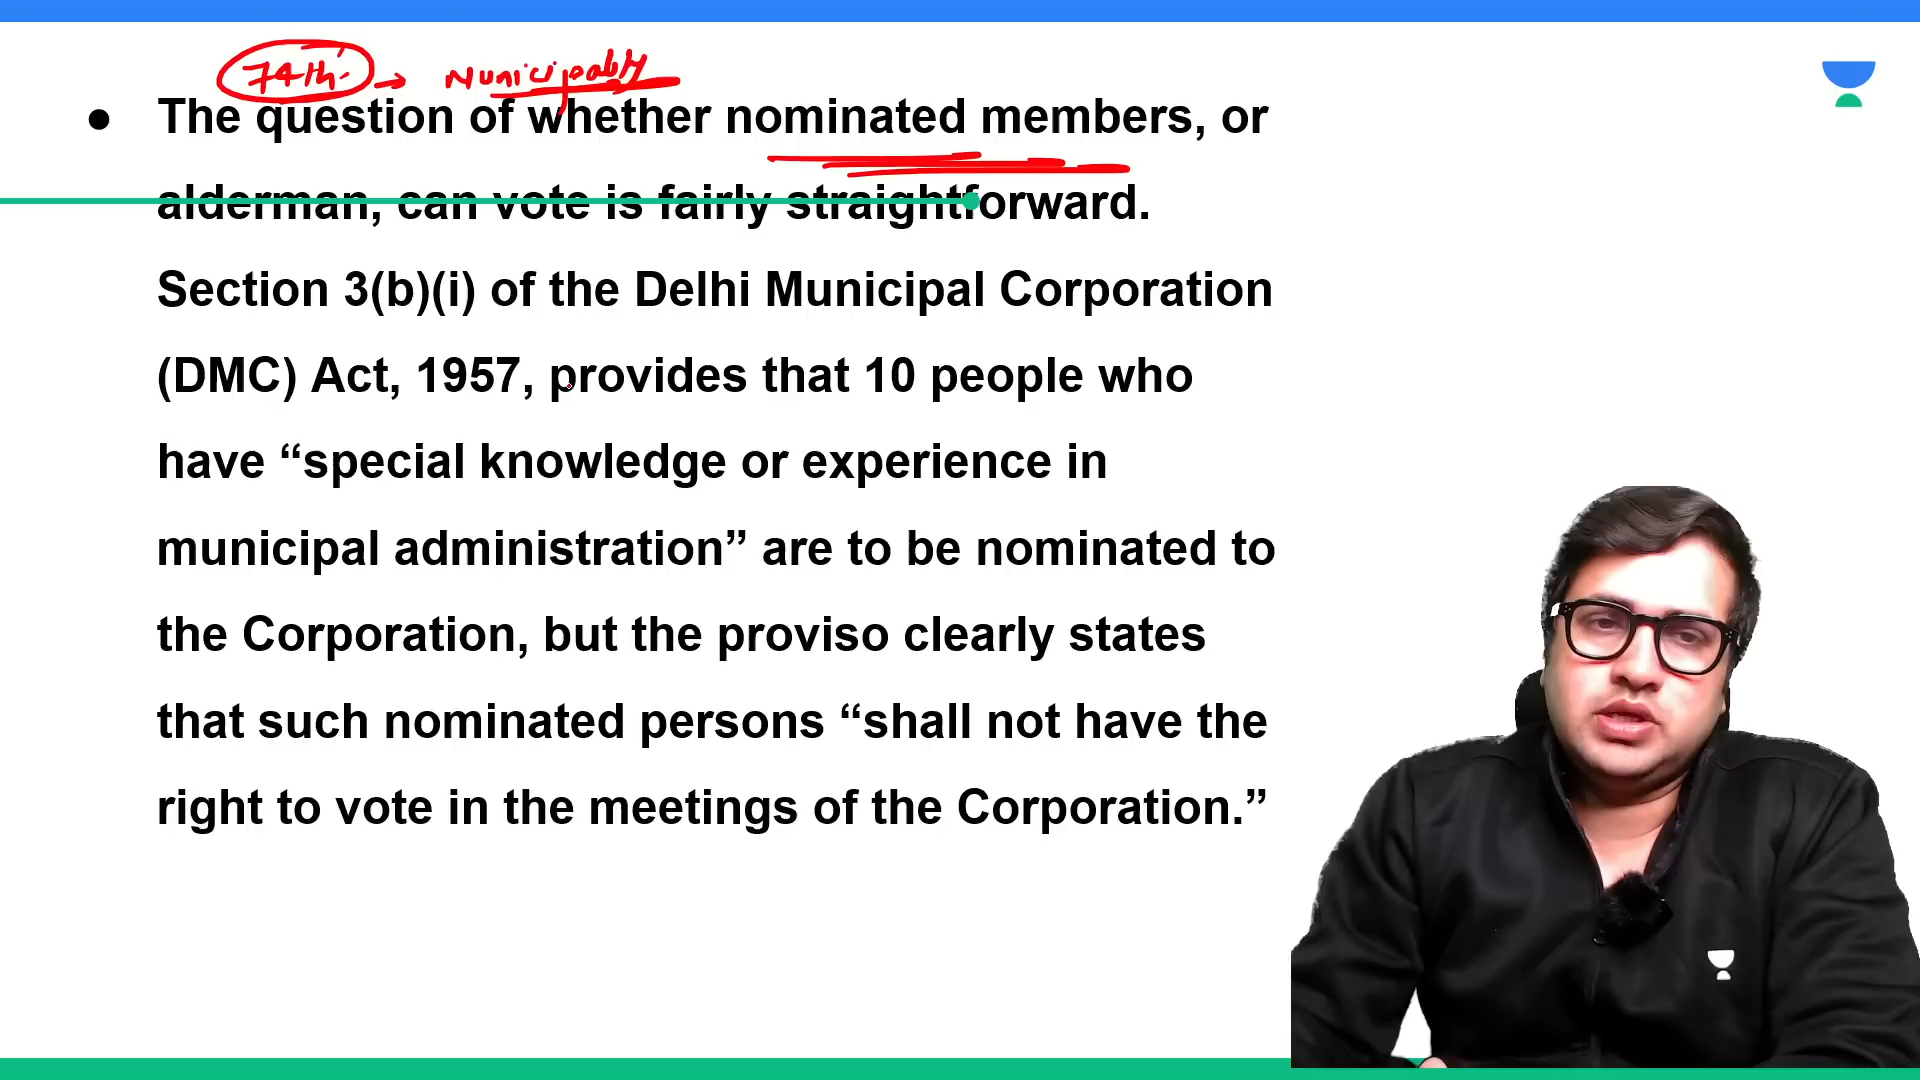 74th. → Municipality
● The question of whether nominated members, or
alderman, can vote is fairly straightforward.
Section 3(b)(i) of the Delhi Municipal Corporation
(DMC) Act, 1957, provides that 10 people who
have “special knowledge or experience in
municipal administration” are to be nominated to
the Corporation, but the proviso clearly states
that such nominated persons “shall not have the
right to vote in the meetings of the Corporation.”